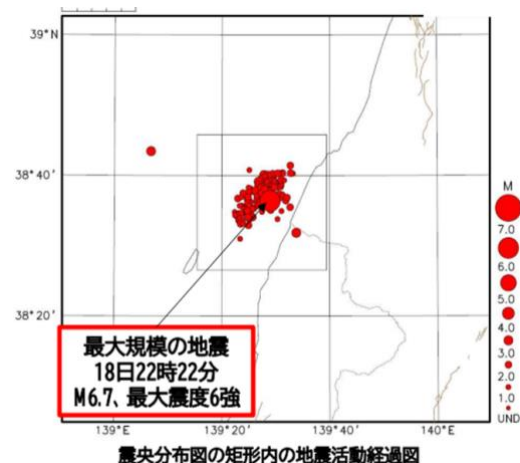 39°N
38°40'
38°20'
最大規模の地震
18日22時22分
M6.7、最大震度6強
139°E
139°20'
139°40'
140°E
M
7.0
6.0
5.0
4.0
3.0
2.0
1.0
UND
震央分布図の矩形内の地震活動経過図